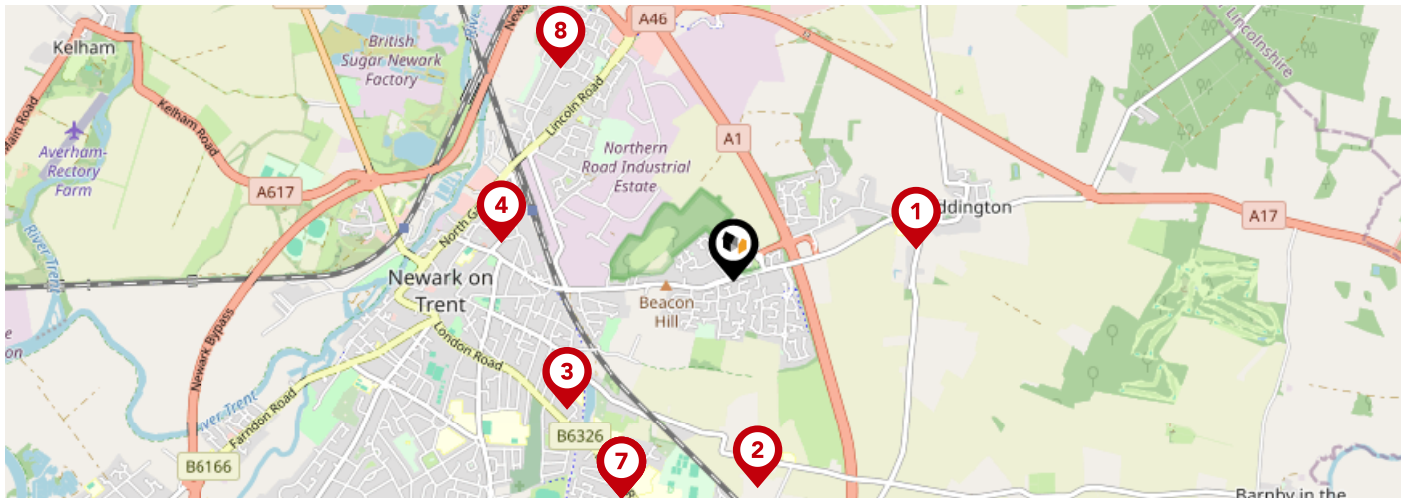 Kelham
British
Sugar Newark
Factory
8
A46
Lincolnshire
Main Road
Kelham Road
Lincoln Road
A1
Averham-
Rectory
Farm
Northern
Road Industrial
Estate
A617
4
North G
1
ddington
A17
River Trent
Newark on
Trent
Beacon
Hill
Newark Bypass
London Road
3
River Trent
Farndon Road
B6326
2
B6166
7
Barnby in the